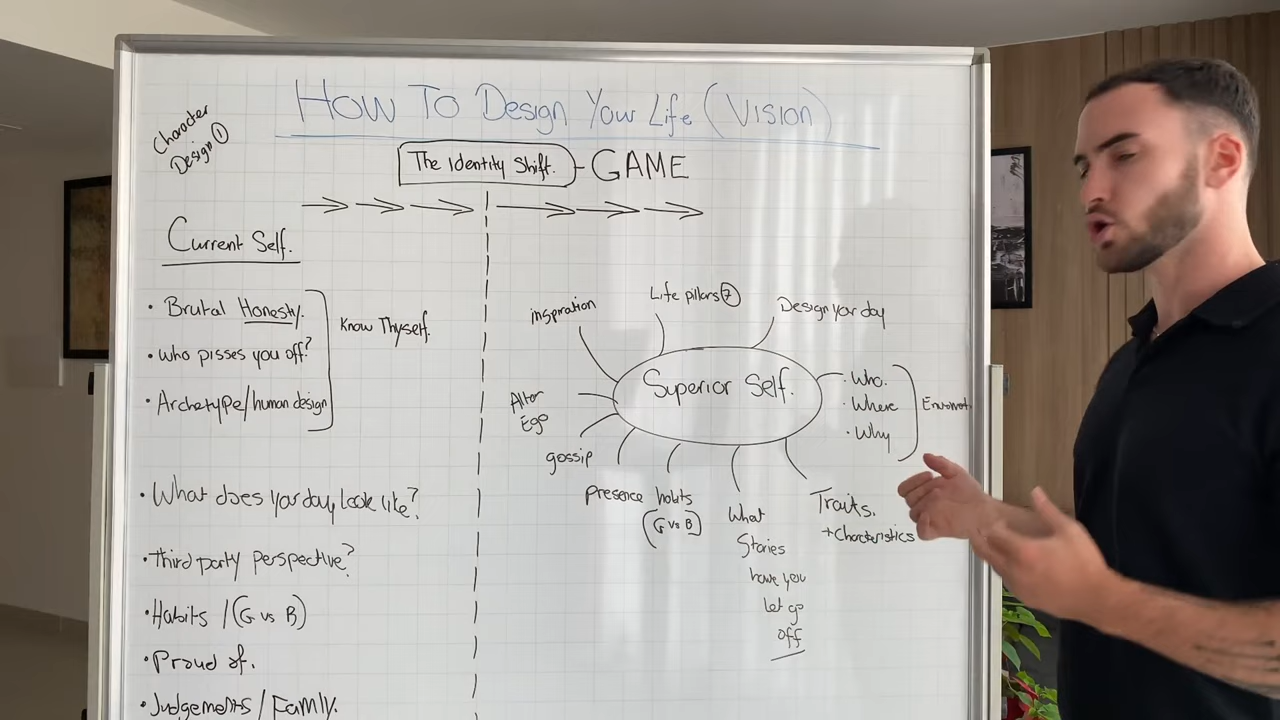 HOW TO Design Your Life (Vision)
Character
Design ①
The Identity Shift. - GAME
Current Self.
• Brutal Honesty.
• who pisses you off?
• Archetype/human design
Know Thyself.
• What does your day look like?
• Third party perspective?
• Habits / (G vs B)
• Proud of.
• Judgements / Family.
inspiration
Life pillars ⑦
Design your day
Superior Self.
• Who.
• Where
• Why
Alter
Ego
gossip
presence habits
(G vs B)
What
Stories
have you
let go
off
Traits.
+Charcteristics